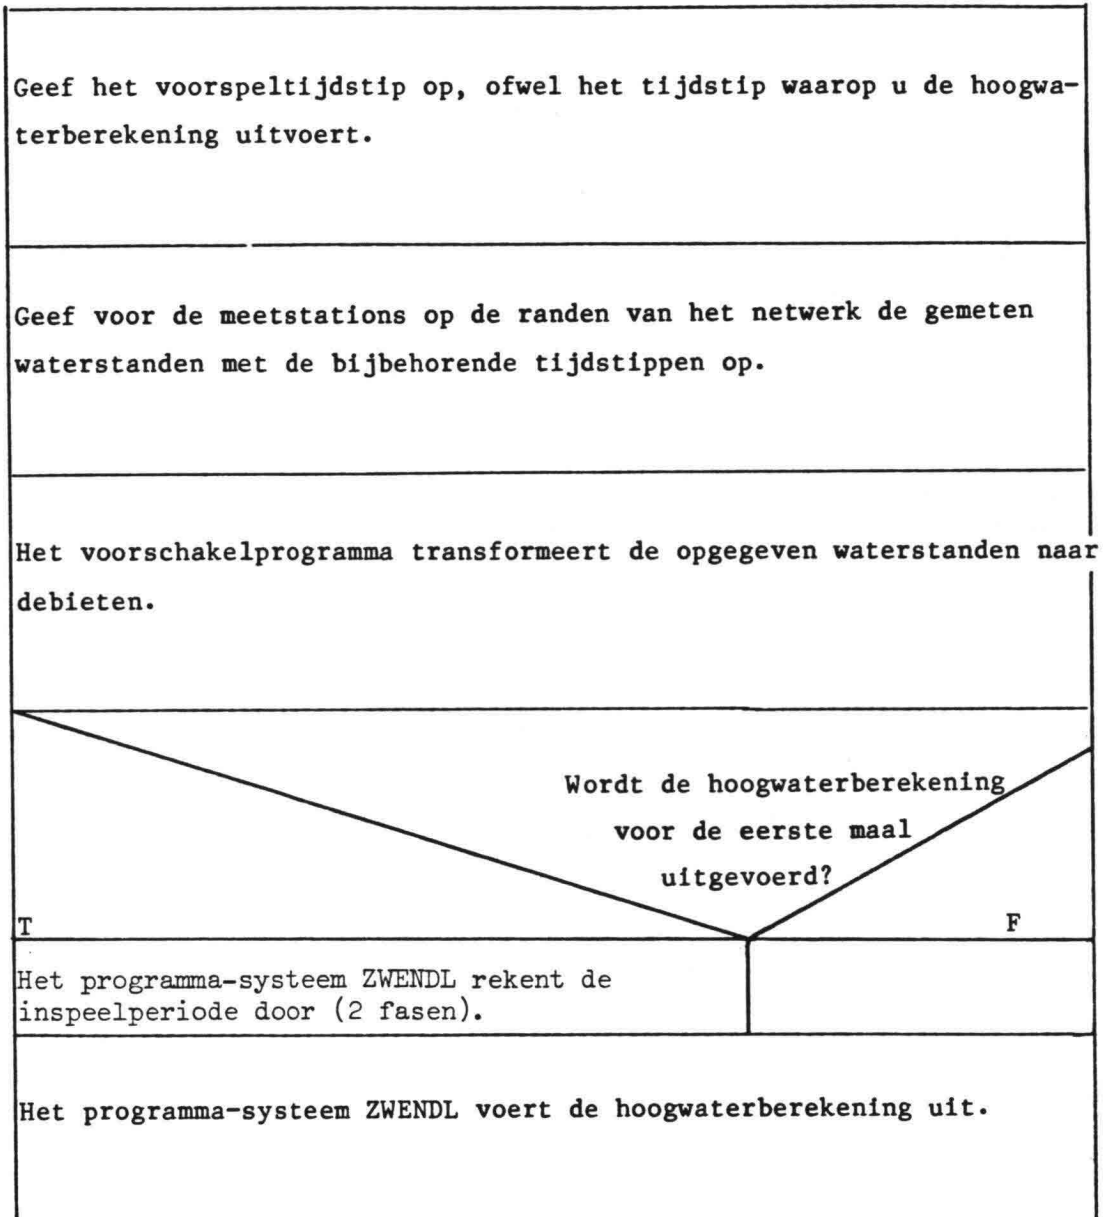 Geef het voorspeltijdstip op, ofwel het tijdstip waarop u de hoogwa-
terberekening uitvoert.
Geef voor de meetstations op de randen van het netwerk de gemeten
waterstanden met de bijbehorende tijdstippen op.
Het voorschakelprogramma transformeert de opgegeven waterstanden naar
debieten.
Wordt de hoogwaterberekening
voor de eerste maal
uitgevoerd?
T
F
Het programma-systeem ZWENDL rekent de
inspeelperiode door (2 fasen).
Het programma-systeem ZWENDL voert de hoogwaterberekening uit.